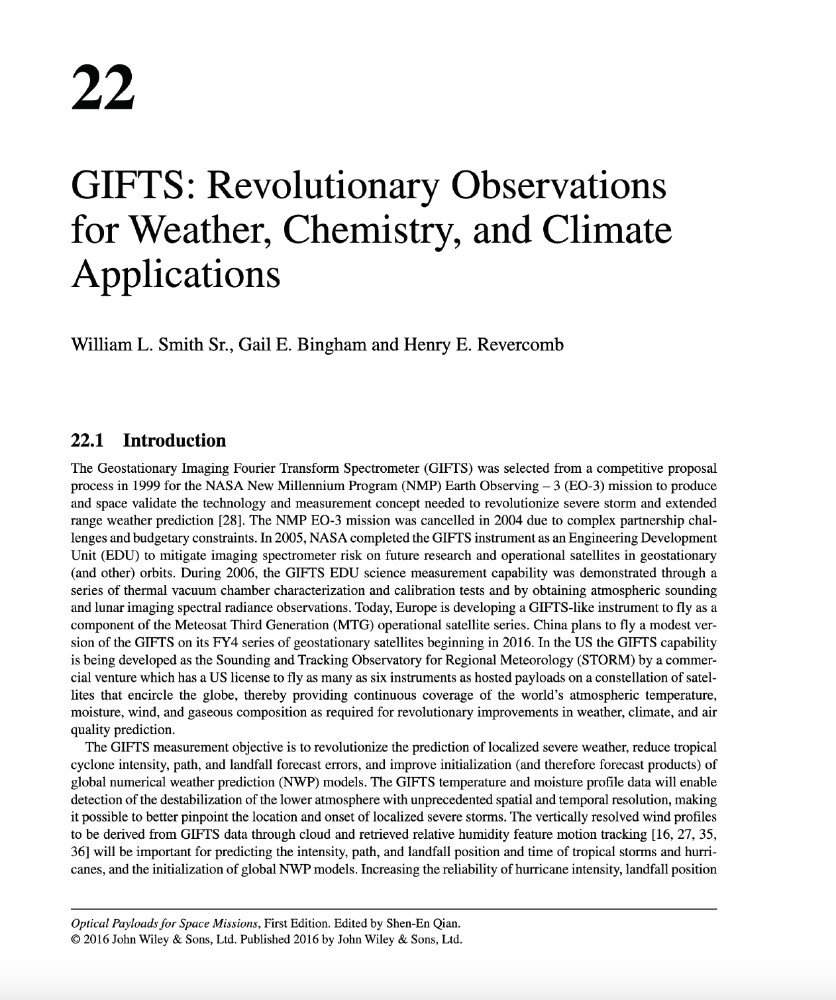 22
GIFTS: Revolutionary Observations
for Weather, Chemistry, and Climate
Applications
William L. Smith Sr., Gail E. Bingham and Henry E. Revercomb
22.1 Introduction
The Geostationary Imaging Fourier Transform Spectrometer (GIFTS) was selected from a competitive proposal
process in 1999 for the NASA New Millennium Program (NMP) Earth Observing – 3 (EO-3) mission to produce
and space validate the technology and measurement concept needed to revolutionize severe storm and extended
range weather prediction [28]. The NMP EO-3 mission was cancelled in 2004 due to complex partnership chal-
lenges and budgetary constraints. In 2005, NASA completed the GIFTS instrument as an Engineering Development
Unit (EDU) to mitigate imaging spectrometer risk on future research and operational satellites in geostationary
(and other) orbits. During 2006, the GIFTS EDU science measurement capability was demonstrated through a
series of thermal vacuum chamber characterization and calibration tests and by obtaining atmospheric sounding
and lunar imaging spectral radiance observations. Today, Europe is developing a GIFTS-like instrument to fly as a
component of the Meteosat Third Generation (MTG) operational satellite series. China plans to fly a modest ver-
sion of the GIFTS on its FY4 series of geostationary satellites beginning in 2016. In the US the GIFTS capability
is being developed as the Sounding and Tracking Observatory for Regional Meteorology (STORM) by a commer-
cial venture which has a US license to fly as many as six instruments as hosted payloads on a constellation of satel-
lites that encircle the globe, thereby providing continuous coverage of the world's atmospheric temperature,
moisture, wind, and gaseous composition as required for revolutionary improvements in weather, climate, and air
quality prediction.
The GIFTS measurement objective is to revolutionize the prediction of localized severe weather, reduce tropical
cyclone intensity, path, and landfall forecast errors, and improve initialization (and therefore forecast products) of
global numerical weather prediction (NWP) models. The GIFTS temperature and moisture profile data will enable
detection of the destabilization of the lower atmosphere with unprecedented spatial and temporal resolution, making
it possible to better pinpoint the location and onset of localized severe storms. The vertically resolved wind profiles
to be derived from GIFTS data through cloud and retrieved relative humidity feature motion tracking [16, 27, 35,
36] will be important for predicting the intensity, path, and landfall position and time of tropical storms and hurri-
canes, and the initialization of global NWP models. Increasing the reliability of hurricane intensity, landfall position
Optical Payloads for Space Missions, First Edition. Edited by Shen-En Qian.
© 2016 John Wiley & Sons, Ltd. Published 2016 by John Wiley & Sons, Ltd.